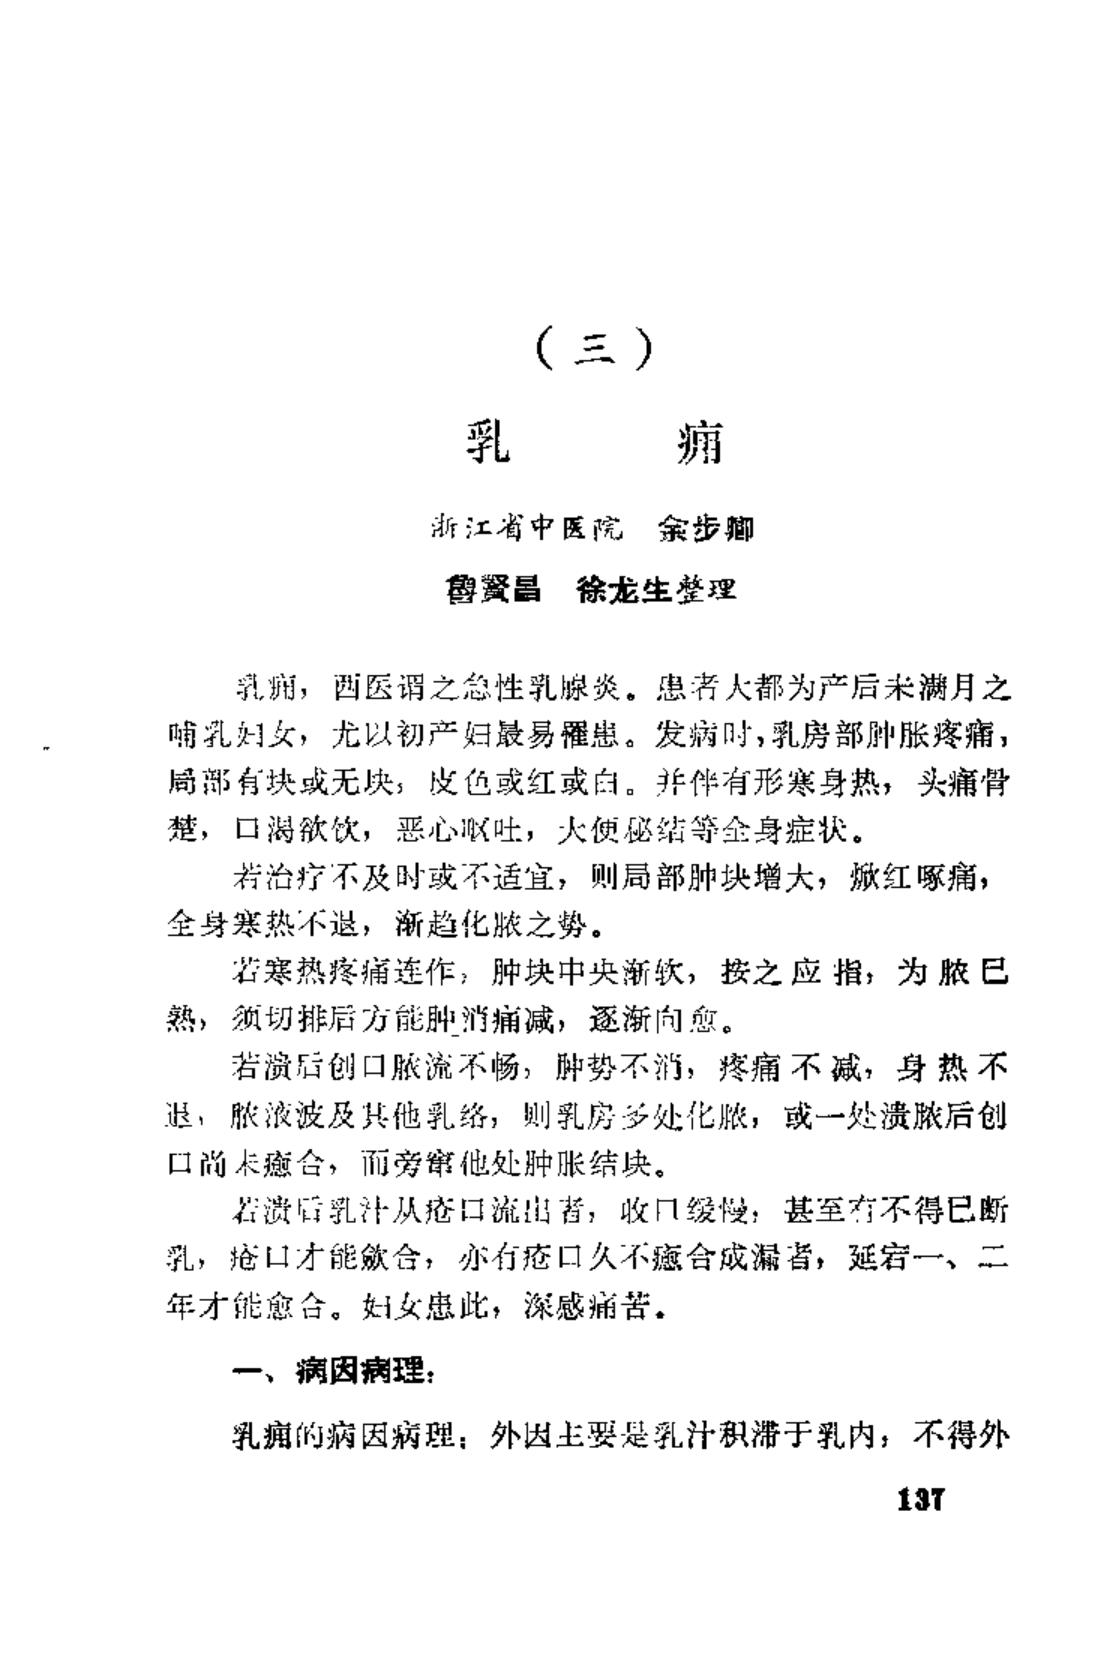 （三）
乳痈
浙江省中医院 余步卿
鲁贤昌 徐龙生整理
乳痈，西医谓之急性乳腺炎。患者大都为产后未满月之
哺乳妇女，尤以初产妇最易罹患。发病时，乳房部肿胀疼痛，
局部有块或无块；皮色或红或白。并伴有形寒身热，头痛骨
楚，口渴欲饮，恶心呕吐，大便秘结等全身症状。
若治疗不及时或不适宜，则局部肿块增大，焮红啄痛，
全身寒热不退，渐趋化脓之势。
若寒热疼痛连作，肿块中央渐软，按之应指，为脓已
熟，须切排后方能肿消痛减，逐渐向愈。
若溃后创口脓流不畅，肿势不消，疼痛不减，身热不
退，脓液波及其他乳络，则乳房多处化脓，或一处溃脓后创
口尚未癒合，而旁窜他处肿胀结块。
若溃后乳汁从疮口流出者，收口缓慢，甚至有不得已断
乳，疮口才能敛合，亦有疮口久不癒合成漏者，延宕一、二
年才能愈合。妇女患此，深感痛苦。
一、病因病理：
乳痈的病因病理；外因主要是乳汁积滞于乳内，不得外
137